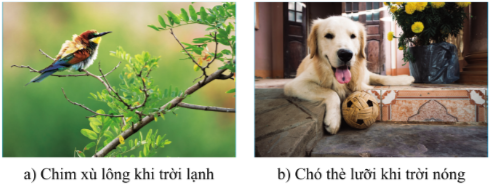 a) Chim xù lông khi trời lạnh
b) Chó thè lưỡi khi trời nóng